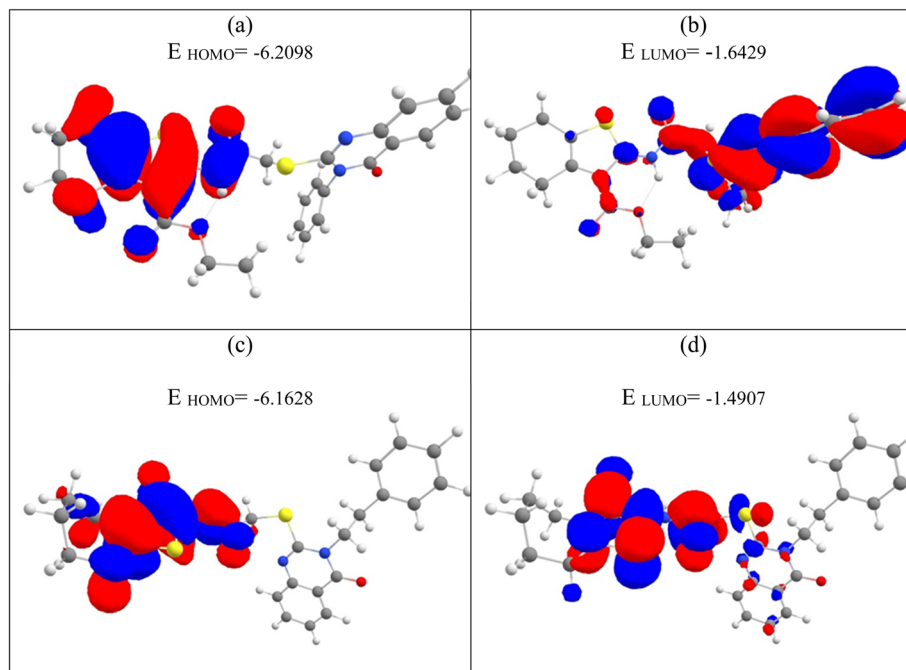 (a)
E HOMO= -6.2098
(b)
E LUMO= -1.6429
(c)
E HOMO= -6.1628
(d)
E LUMO= -1.4907